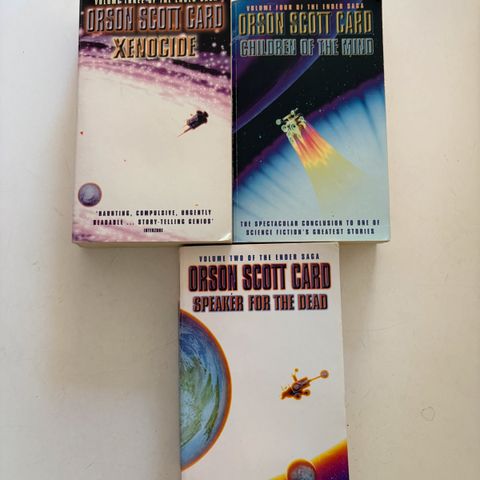 VOLUME THREE OF THE ENDER SAGA
ORSON SCOTT CARD
XENOCIDE
'HAUNTING, COMPULSIVE, URGENTLY
READABLE ... STORY-TELLING GENIUS'
INTERZONE
VOLUME FOUR OF THE ENDER SAGA
ORSON SCOTT CARD
CHILDREN OF THE MIND
THE SPECTACULAR CONCLUSION TO ONE OF
SCIENCE FICTION'S GREATEST STORIES
VOLUME TWO OF THE ENDER SAGA
ORSON SCOTT CARD
SPEAKER FOR THE DEAD